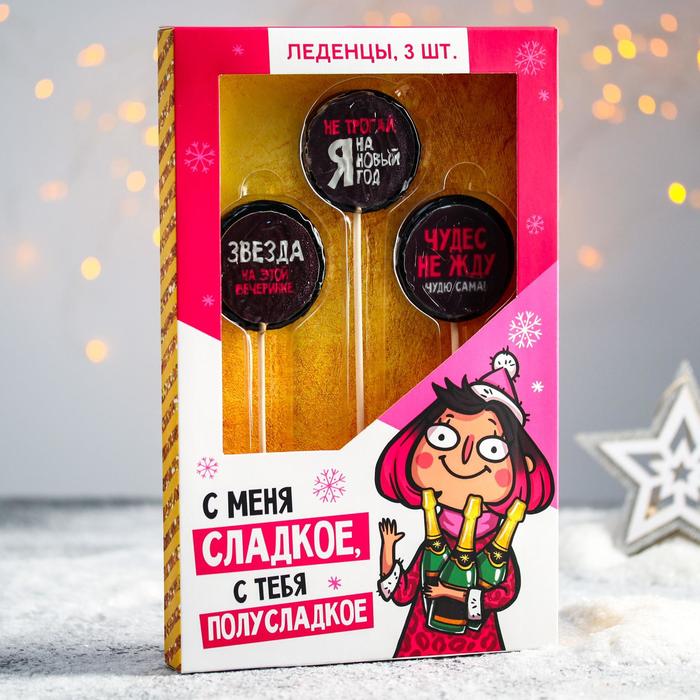 ЛЕДЕНЦЫ, 3 ШТ.
НЕ ТРОГАЙ
Я НА
НОВЫЙ
ГОД
ЗВЕЗДА
НА ЭТОЙ
ВЕЧЕРИНКЕ
ЧУДЕС
НЕ ЖДУ
ЧУДЮ САМА!
С МЕНЯ
СЛАДКОЕ,
С ТЕБЯ
ПОЛУСЛАДКОЕ